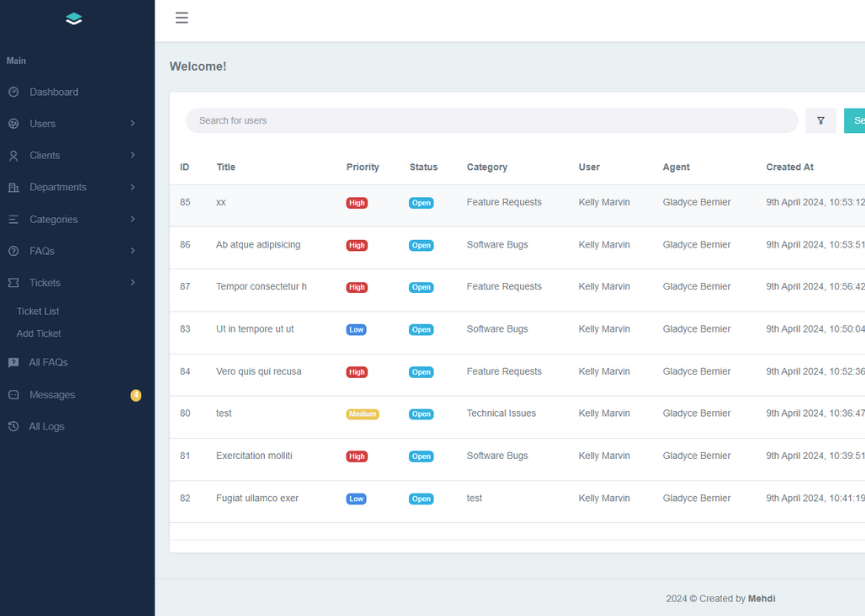 Main
Dashboard
Users
Clients
Departments
Categories
FAQs
Tickets
Ticket List
Add Ticket
All FAQs
Messages 4
All Logs
Welcome!
Search for users
Se
ID Title Priority Status Category User Agent Created At
85 xx High Open Feature Requests Kelly Marvin Gladyce Bernier 9th April 2024, 10:53:12
86 Ab atque adipisicing High Open Software Bugs Kelly Marvin Gladyce Bernier 9th April 2024, 10:53:51
87 Tempor consectetur h High Open Feature Requests Kelly Marvin Gladyce Bernier 9th April 2024, 10:56:42
83 Ut in tempore ut ut Low Open Software Bugs Kelly Marvin Gladyce Bernier 9th April 2024, 10:50:04
84 Vero quis qui recusa High Open Feature Requests Kelly Marvin Gladyce Bernier 9th April 2024, 10:52:36
80 test Medium Open Technical Issues Kelly Marvin Gladyce Bernier 9th April 2024, 10:36:47
81 Exercitation molliti High Open Software Bugs Kelly Marvin Gladyce Bernier 9th April 2024, 10:39:51
82 Fugiat ullamco exer Low Open test Kelly Marvin Gladyce Bernier 9th April 2024, 10:41:19
2024 © Created by Mehdi